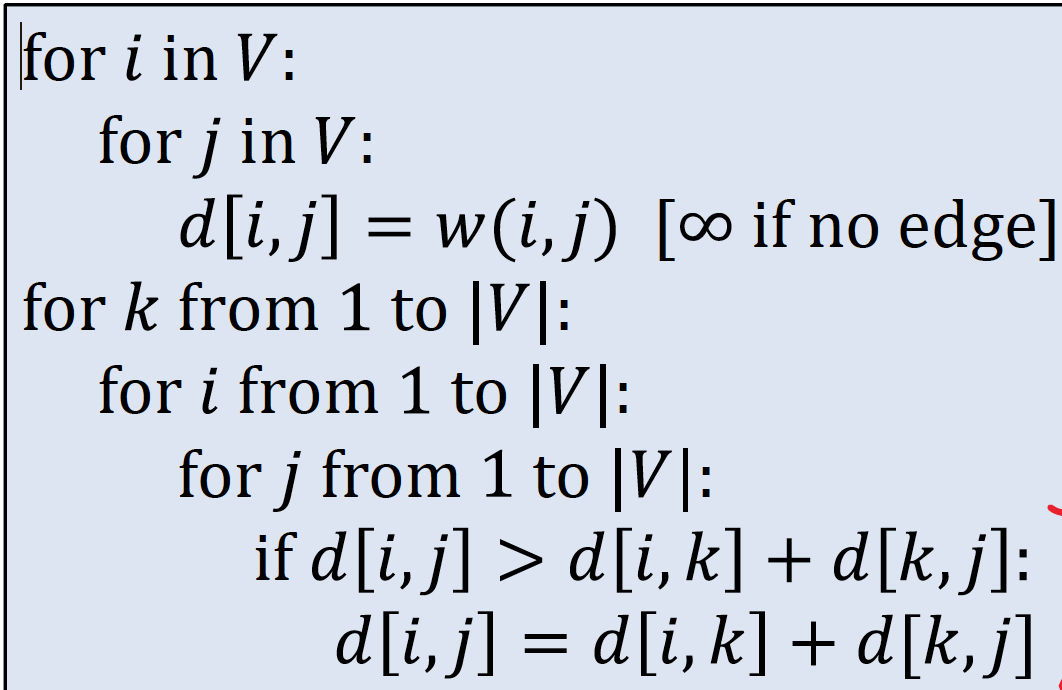 for i in V:
for j in V:
d[i, j] = w(i, j) [∞ if no edge]
for k from 1 to |V|:
for i from 1 to |V|:
for j from 1 to |V|:
if d[i, j] > d[i, k] + d[k, j]:
d[i, j] = d[i, k] + d[k, j]